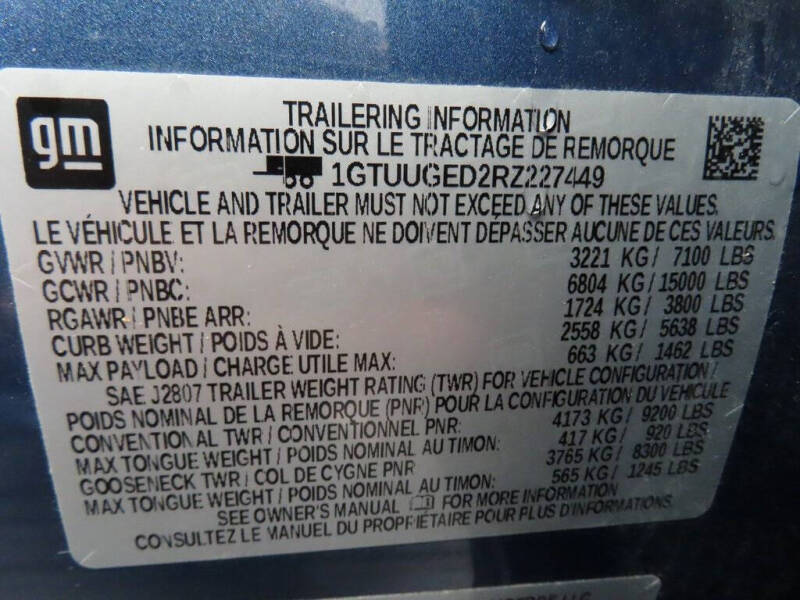 gm
TRAILERING INFORMATION
INFORMATION SUR LE TRACTAGE DE REMORQUE
1GTUUGED2RZ227449
VEHICLE AND TRAILER MUST NOT EXCEED ANY OF THESE VALUES.
LE VÉHICULE ET LA REMORQUE NE DOIVENT DÉPASSER AUCUNE DE CES VALEURS.
GVWR / PNBV: 3221 KG / 7100 LBS
GCWR / PNBC: 6804 KG / 15000 LBS
RGAWR / PNBE ARR: 1724 KG / 3800 LBS
CURB WEIGHT / POIDS À VIDE: 2558 KG / 5638 LBS
MAX PAYLOAD / CHARGE UTILE MAX: 663 KG / 1462 LBS
SAE J2807 TRAILER WEIGHT RATING (TWR) FOR VEHICLE CONFIGURATION /
POIDS NOMINAL DE LA REMORQUE (PNR) POUR LA CONFIGURATION DU VÉHICULE
CONVENTIONAL TWR / CONVENTIONNEL PNR: 4173 KG / 9200 LBS
MAX TONGUE WEIGHT / POIDS NOMINAL AU TIMON: 417 KG / 920 LBS
GOOSENECK TWR / COL DE CYGNE PNR 3765 KG / 8300 LBS
MAX TONGUE WEIGHT / POIDS NOMINAL AU TIMON: 565 KG / 1245 LBS
SEE OWNER'S MANUAL FOR MORE INFORMATION
CONSULTEZ LE MANUEL DU PROPRIÉTAIRE POUR PLUS D'INFORMATION